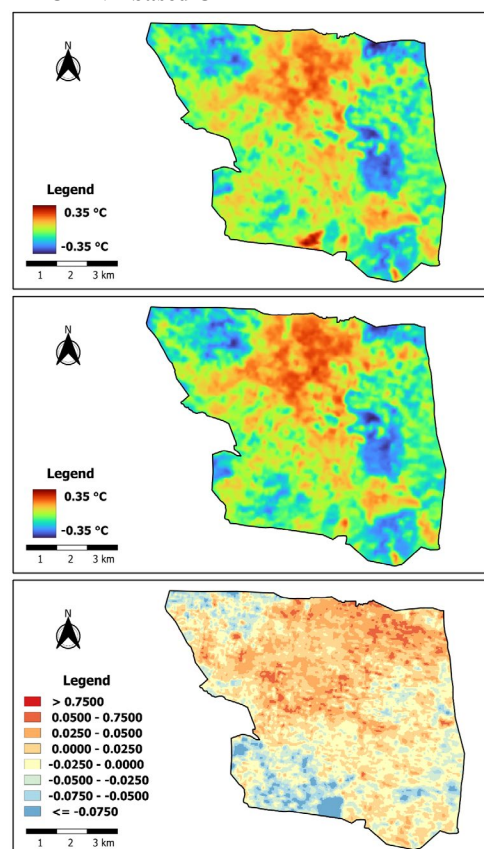 N
Legend
0.35 °C
-0.35 °C
1 2 3 km
N
Legend
0.35 °C
-0.35 °C
1 2 3 km
N
Legend
> 0.7500
0.0500 - 0.7500
0.0250 - 0.0500
0.0000 - 0.0250
-0.0250 - 0.0000
-0.0500 - -0.0250
-0.0750 - -0.0500
<= -0.0750
1 2 3 km